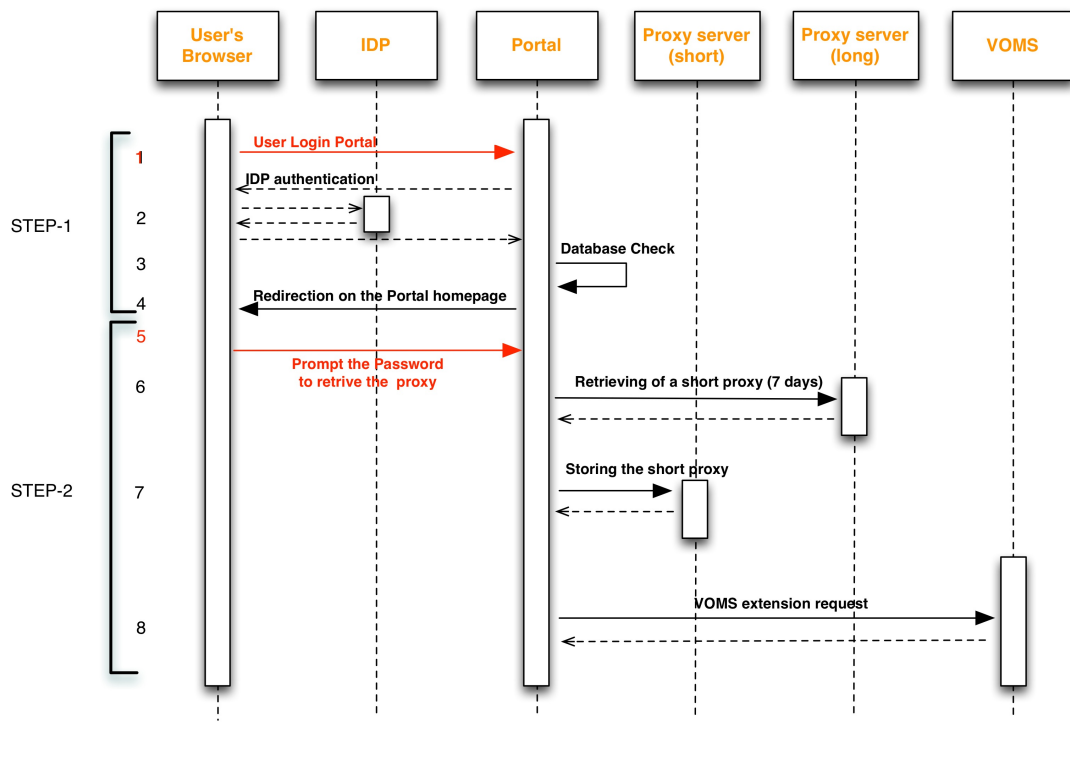 User's
Browser
IDP
Portal
Proxy server
(short)
Proxy server
(long)
VOMS
1
User Login Portal
IDP authentication
STEP-1
2
3
Database Check
4
Redirection on the Portal homepage
5
Prompt the Password
to retrive the proxy
6
Retrieving of a short proxy (7 days)
Storing the short proxy
STEP-2
7
VOMS extension request
8